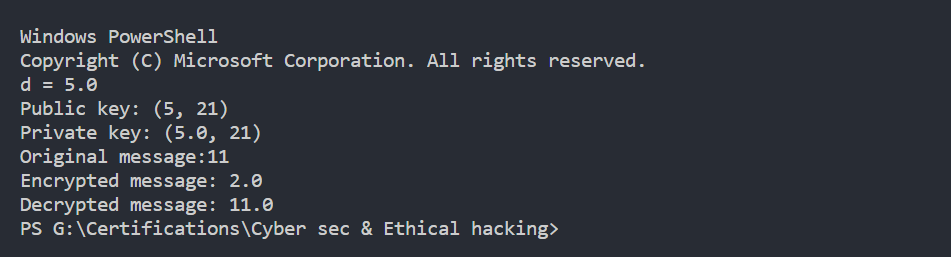 Windows PowerShell
Copyright (C) Microsoft Corporation. All rights reserved.
d = 5.0
Public key: (5, 21)
Private key: (5.0, 21)
Original message:11
Encrypted message: 2.0
Decrypted message: 11.0
PS G:\Certifications\Cyber sec & Ethical hacking>